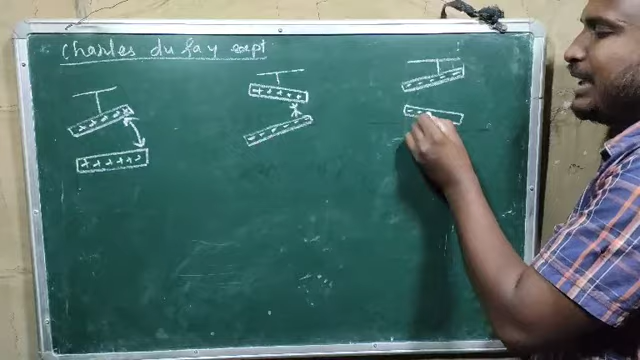 Charles du fay expt
+ + + + +
+ + + + + +
+ + + + +
- - - - - -
- - - - -
- - -